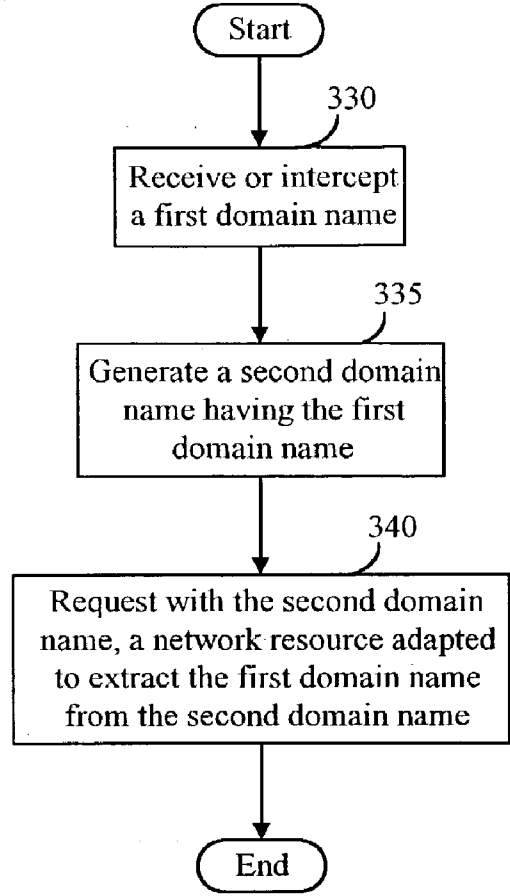 Start
330
Receive or intercept
a first domain name
335
Generate a second domain
name having the first
domain name
340
Request with the second domain
name, a network resource adapted
to extract the first domain name
from the second domain name
End